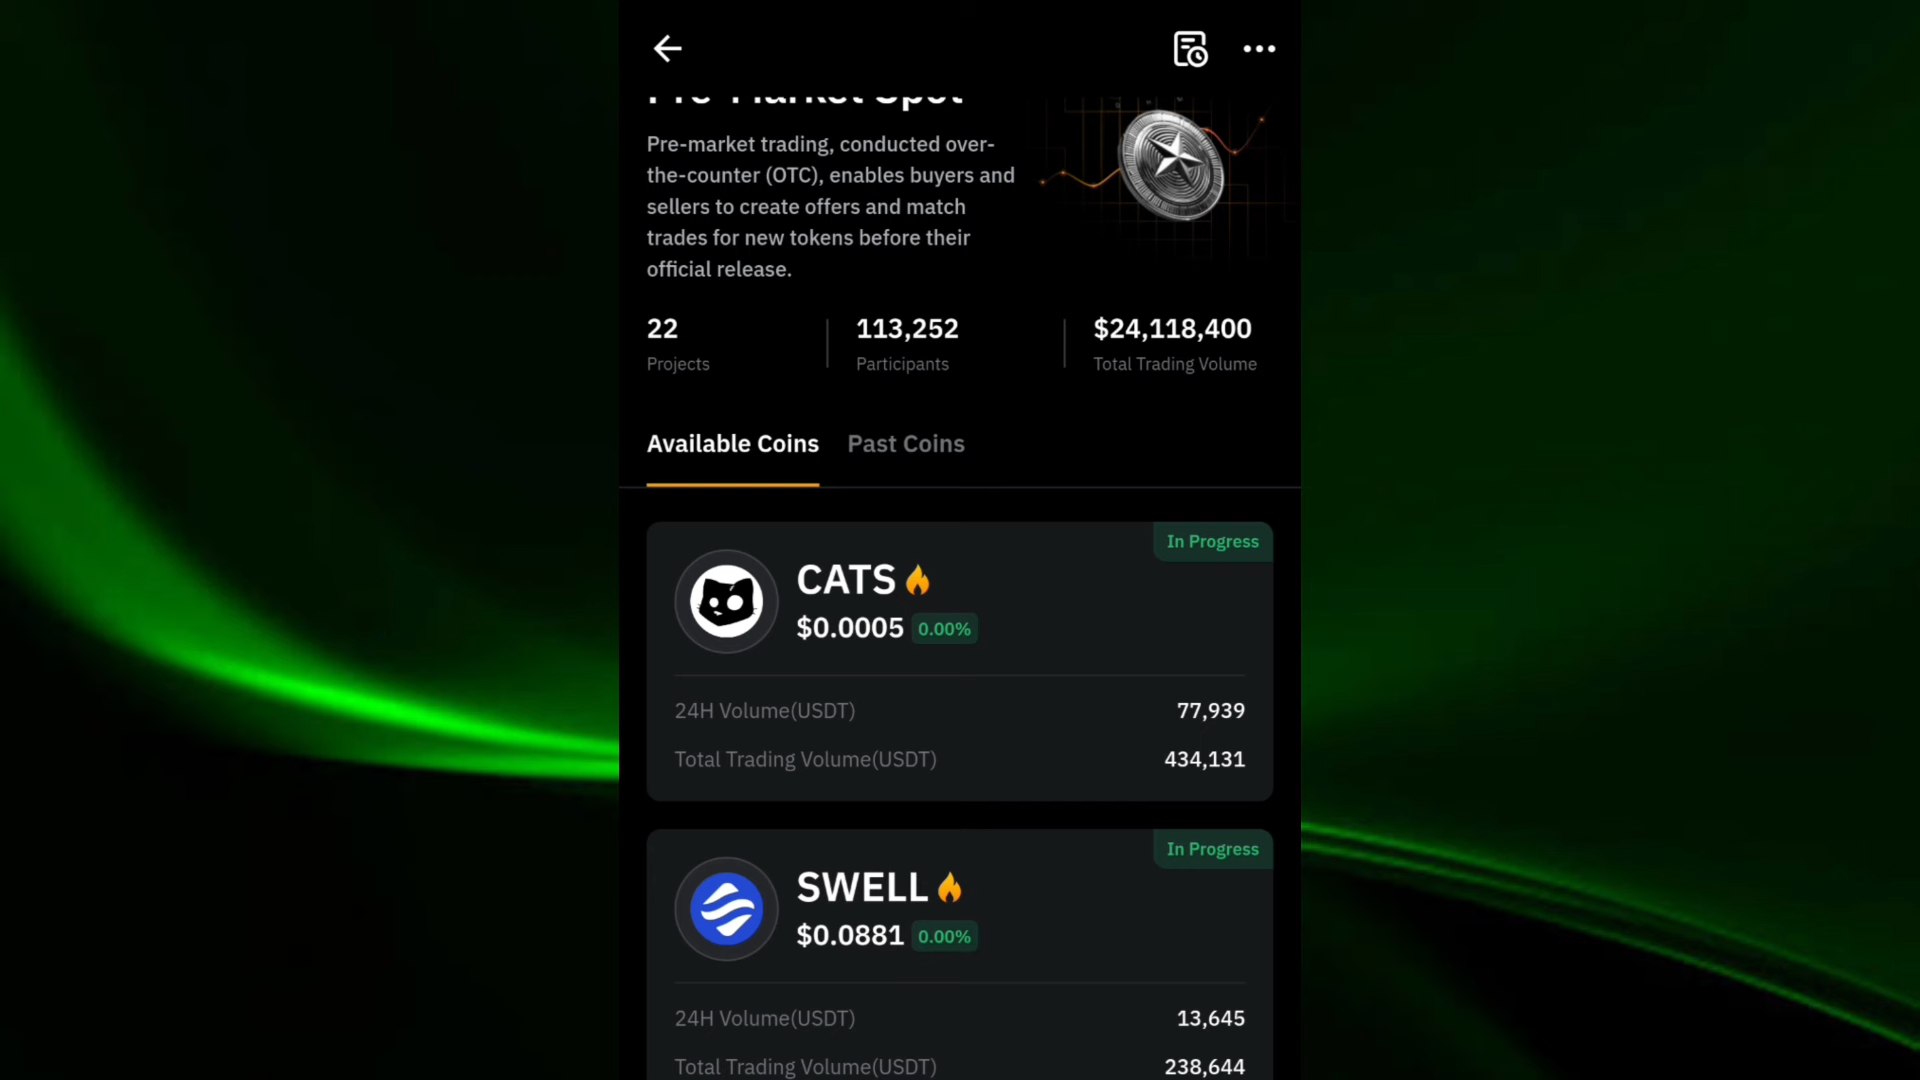 Pre-Market Spot
Pre-market trading, conducted over-
the-counter (OTC), enables buyers and
sellers to create offers and match
trades for new tokens before their
official release.
22
Projects
113,252
Participants
$24,118,400
Total Trading Volume
Available Coins
Past Coins
In Progress
CATS
$0.0005 0.00%
24H Volume(USDT) 77,939
Total Trading Volume(USDT) 434,131
In Progress
SWELL
$0.0881 0.00%
24H Volume(USDT) 13,645
Total Trading Volume(USDT) 238,644